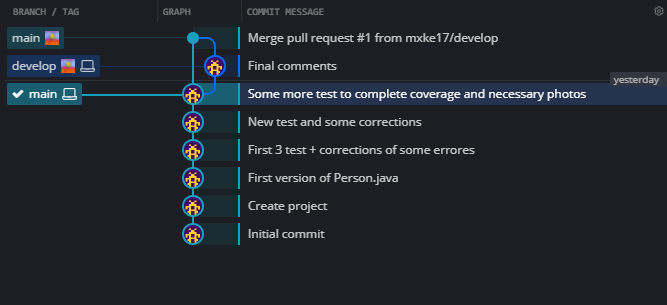 BRANCH / TAG GRAPH COMMIT MESSAGE
main Merge pull request #1 from mxke17/develop
develop Final comments
yesterday
main Some more test to complete coverage and necessary photos
New test and some corrections
First 3 test + corrections of some errores
First version of Person.java
Create project
Initial commit